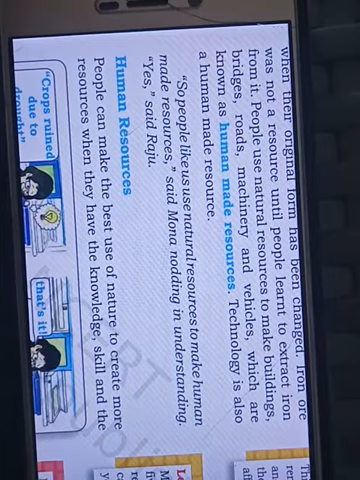 when their original form has been changed. Iron ore
was not a resource until people learnt to extract iron
from it. People use natural resources to make buildings,
bridges, roads, machinery and vehicles, which are
known as human made resources. Technology is also
a human made resource.
"So people like us use natural resources to make human
made resources," said Mona nodding in understanding.
"Yes," said Raju.
Human Resources
People can make the best use of nature to create more
resources when they have the knowledge, skill and the
"Crops ruined
due to
drought"
that's it!